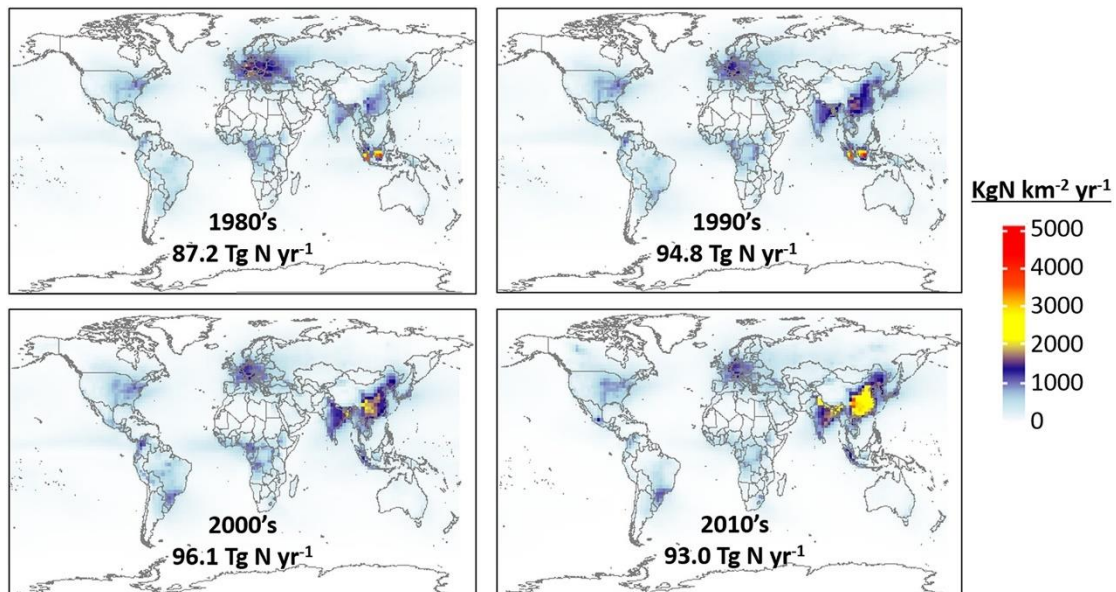 1980's
87.2 Tg N yr⁻¹
1990's
94.8 Tg N yr⁻¹
2000's
96.1 Tg N yr⁻¹
2010's
93.0 Tg N yr⁻¹
KgN km⁻² yr⁻¹
5000
4000
3000
2000
1000
0